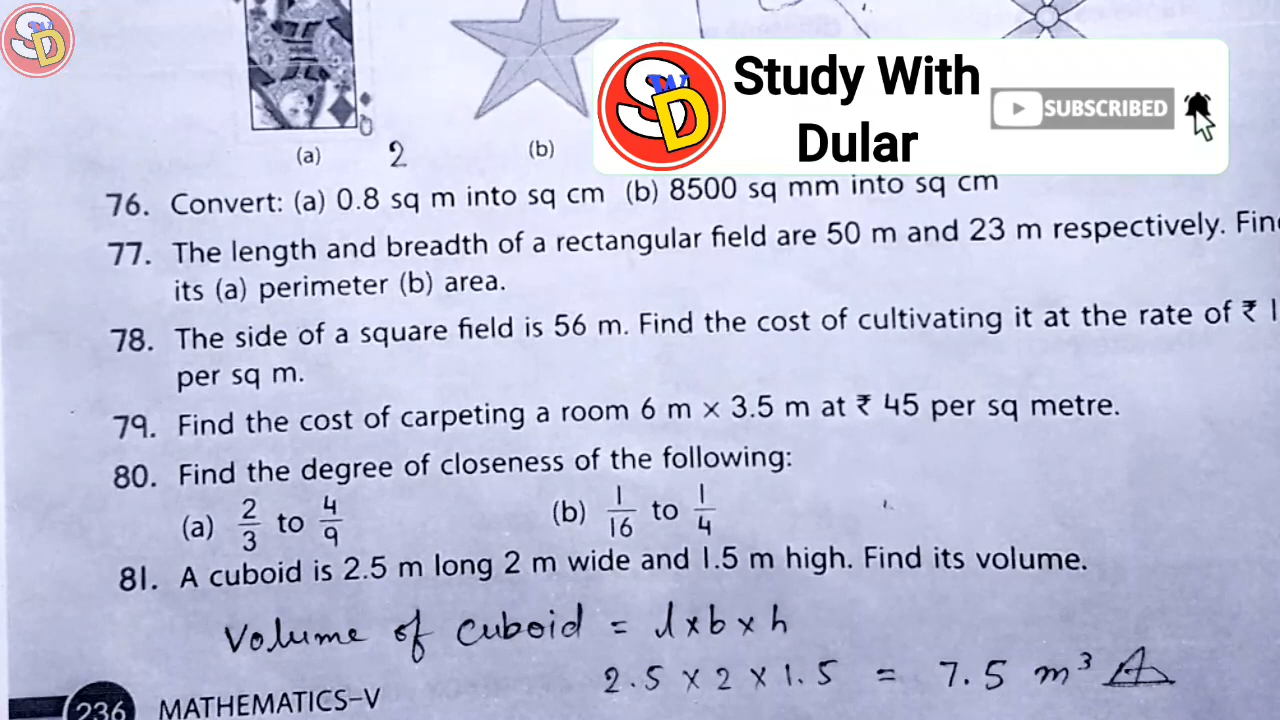 SWD
SWD
Study With
Dular
SUBSCRIBED
(a) 2 (b)
76. Convert: (a) 0.8 sq m into sq cm (b) 8500 sq mm into sq cm
77. The length and breadth of a rectangular field are 50 m and 23 m respectively. Find
its (a) perimeter (b) area.
78. The side of a square field is 56 m. Find the cost of cultivating it at the rate of ₹
per sq m.
79. Find the cost of carpeting a room 6 m × 3.5 m at ₹ 45 per sq metre.
80. Find the degree of closeness of the following:
(a) 2/3 to 4/9 (b) 1/16 to 1/4
81. A cuboid is 2.5 m long 2 m wide and 1.5 m high. Find its volume.
Volume of cuboid = l × b × h
2.5 × 2 × 1.5 = 7.5 m³ A
236 MATHEMATICS–V